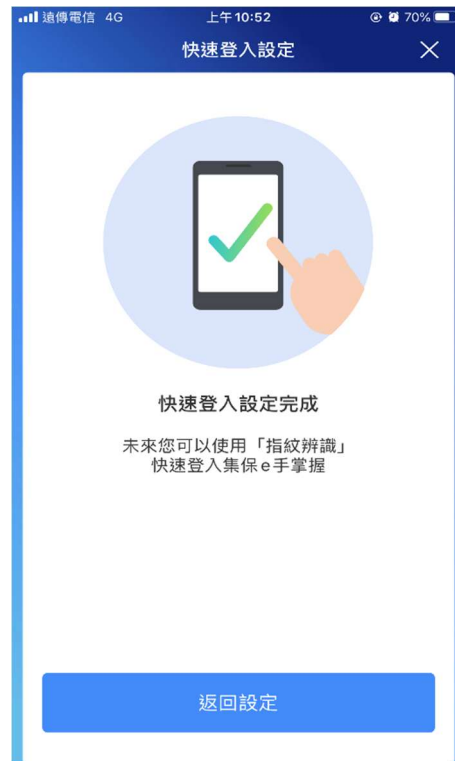 遠傳電信 4G 上午10:52 70%
快速登入設定
快速登入設定完成
未來您可以使用「指紋辨識」
快速登入集保e手掌握
返回設定